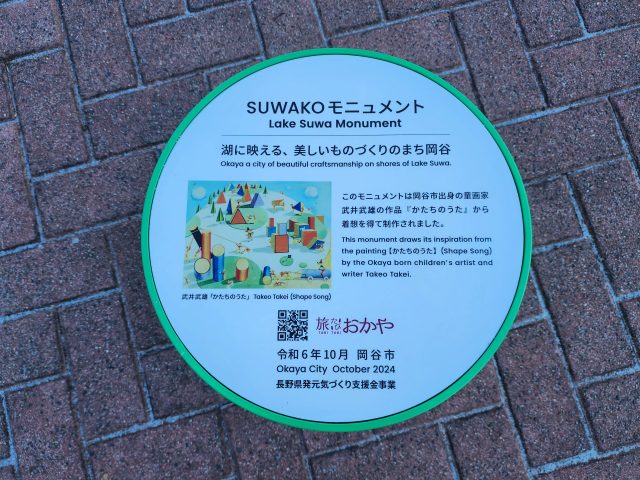 SUWAKOモニュメント
Lake Suwa Monument
湖に映える、美しいものづくりのまち岡谷
Okaya a city of beautiful craftsmanship on shores of Lake Suwa.
このモニュメントは岡谷市出身の童画家
武井武雄の作品『かたちのうた』から
着想を得て制作されました。
This monument draws its inspiration from
the painting【かたちのうた】(Shape Song)
by the Okaya born children's artist and
writer Takeo Takei.
武井武雄「かたちのうた」 Takeo Takei (Shape Song)
旅たびおかや
TABI TABI
令和6年10月 岡谷市
Okaya City October 2024
長野県発元気づくり支援金事業